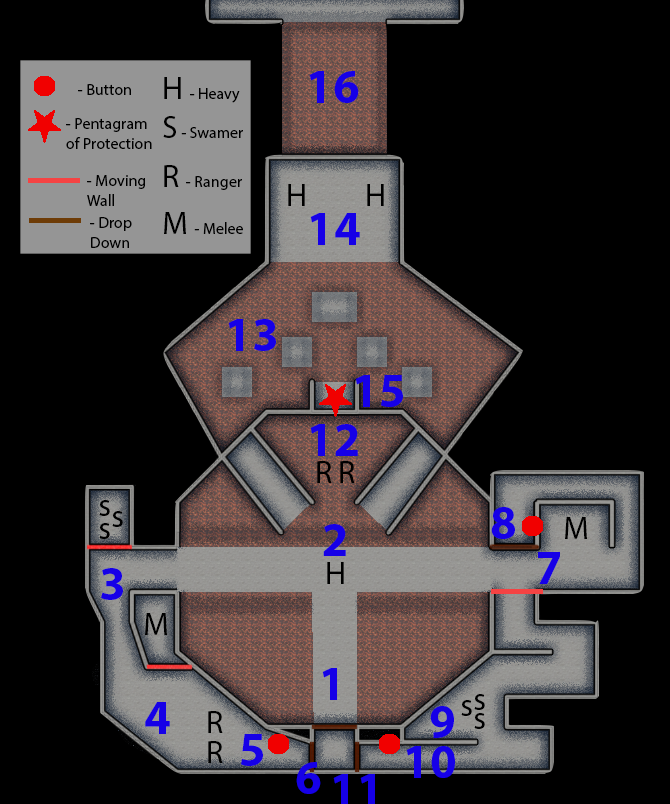 16
- Button
H - Heavy
- Pentagram
of Protection
S - Swamer
- Moving
Wall
R - Ranger
- Drop
Down
M - Melee
H H
14
13
15
12
R R
S
S
S
8
M
2
7
H
3
M
1
4
R
R
S
S
S
9
5
10
6
11